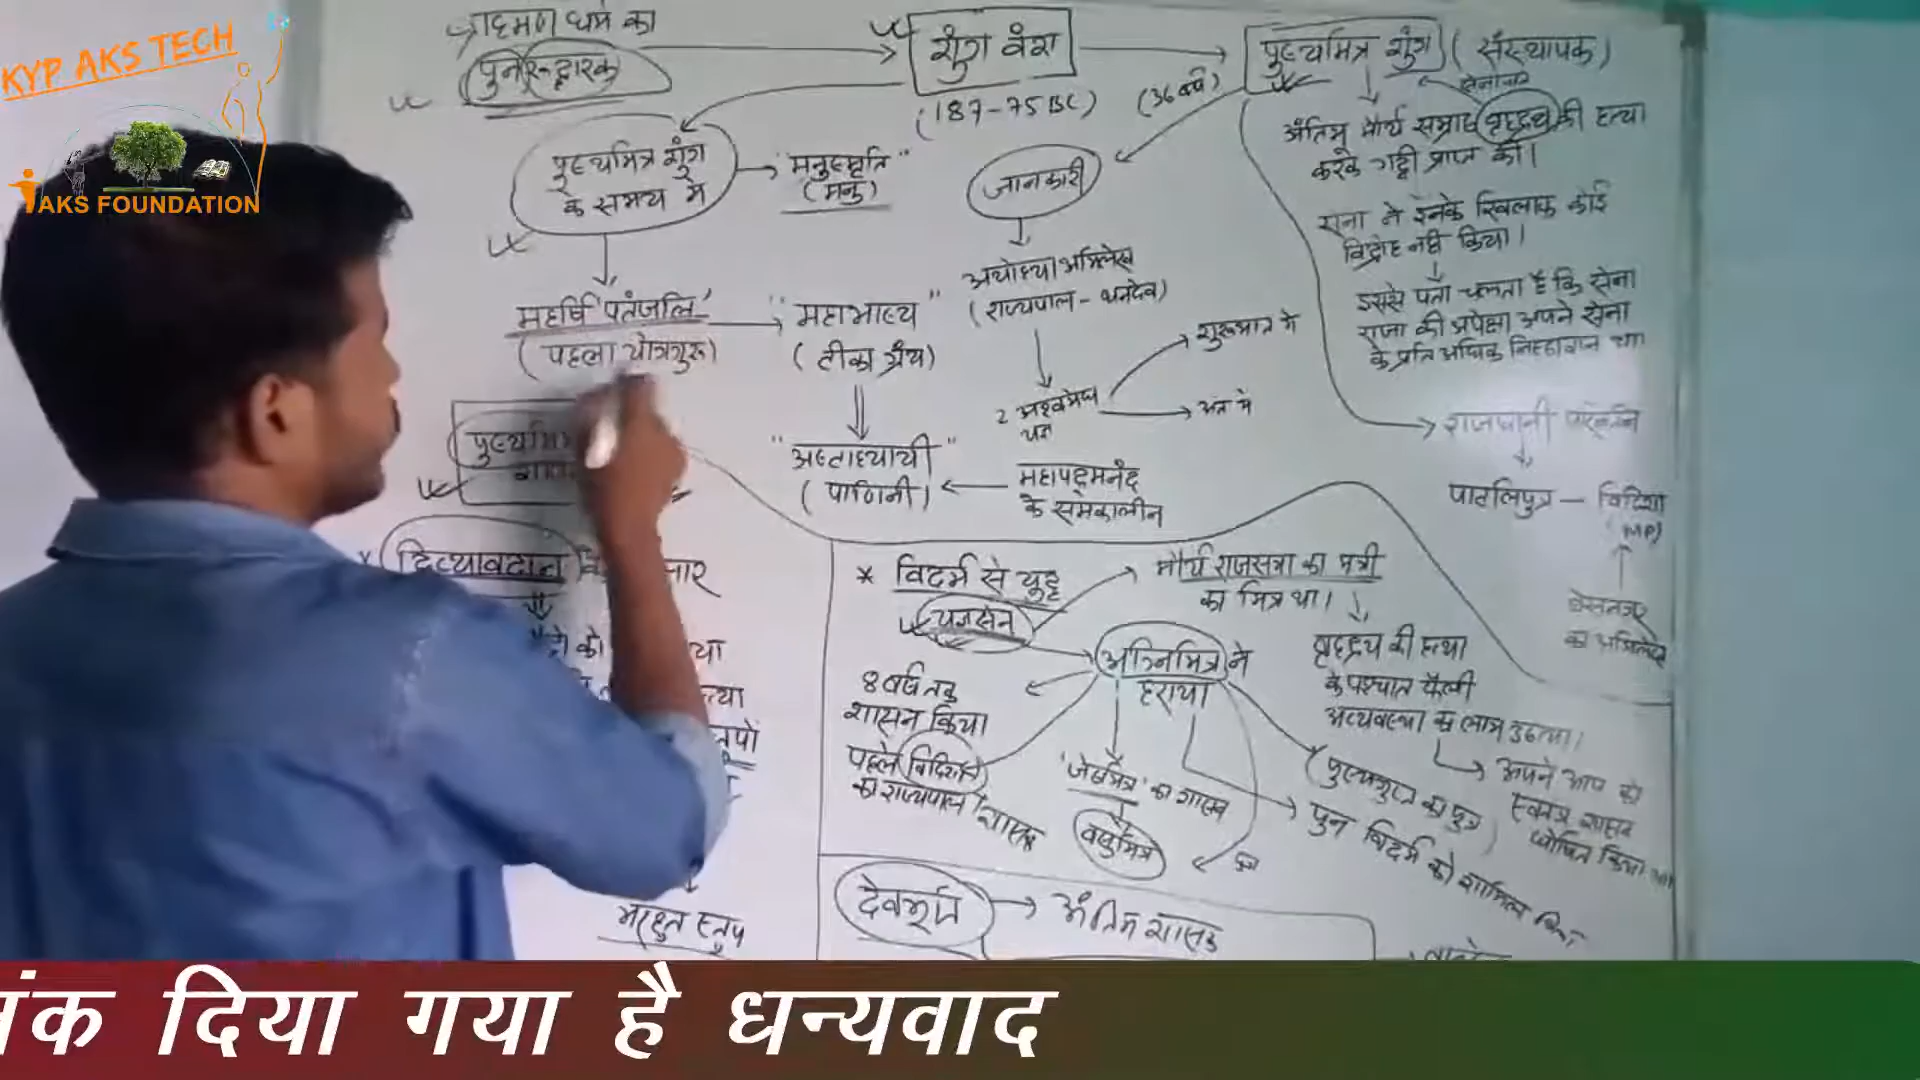 KYP AKS TECH
AKS FOUNDATION
ब्राह्मण धर्म का
पुनरुद्धारक
शुंग वंश
(187-75 BC)
(36 वर्ष)
पुष्यमित्र शुंग (संस्थापक)
सेनापति
अंतिम मौर्य सम्राट बृहद्रथ की हत्या
करके गद्दी प्राप्त की।
सेना ने इनके खिलाफ कोई
विद्रोह नहीं किया।
इससे पता चलता है कि सेना
राजा की अपेक्षा अपने सेना
के प्रति अधिक निष्ठावान था
राजधानी परिवर्तन
पाटलिपुत्र – विदिशा
(MP)
बेसनगर
का अभिलेख
पुष्यमित्र शुंग
के समय में
"मनुस्मृति"
(मनु)
महर्षि 'पतंजलि'
(पहला योगगुरु)
"महाभाष्य"
(टीका ग्रंथ)
"अष्टाध्यायी"
(पाणिनी)
महापद्मनंद
के समकालीन
जानकारी
अयोध्या अभिलेख
(राज्यपाल - धनदेव)
2 अश्वमेध
यज्ञ
शुरूआत में
अंत में
पुष्यमि
* दिव्यावदान
* विदर्भ से युद्ध
यज्ञसेन
मौर्य राजसत्ता का मंत्री
का मित्र था।
बृहद्रथ की हत्या
के पश्चात फैली
अव्यवस्था का लाभ उठाया।
अपने आप को
स्वतंत्र शासक
घोषित किया था
अग्निमित्र ने
हराया
8 वर्ष तक
शासन किया
पहले विदिशा
का राज्यपाल / शासक
'जेष्ठमित्र' का शासन
वसुमित्र
(पुष्यगुप्त का पुत्र)
पुन विदर्भ को शामिल किया
भरहुत स्तूप
देवभूति
अंतिम शासक
ंक दिया गया है धन्यवाद